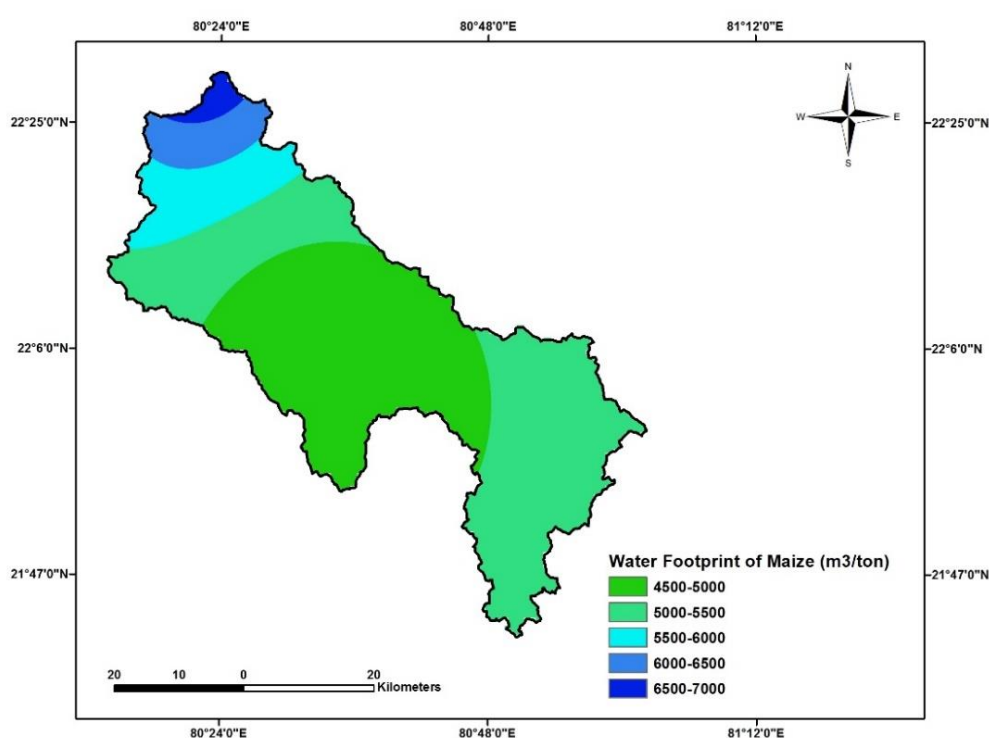 80°24'0"E 80°48'0"E 81°12'0"E
N
W E
S
22°25'0"N 22°25'0"N
22°6'0"N 22°6'0"N
21°47'0"N 21°47'0"N
Water Footprint of Maize (m3/ton)
4500-5000
5000-5500
5500-6000
6000-6500
6500-7000
20 10 0 20
Kilometers
80°24'0"E 80°48'0"E 81°12'0"E